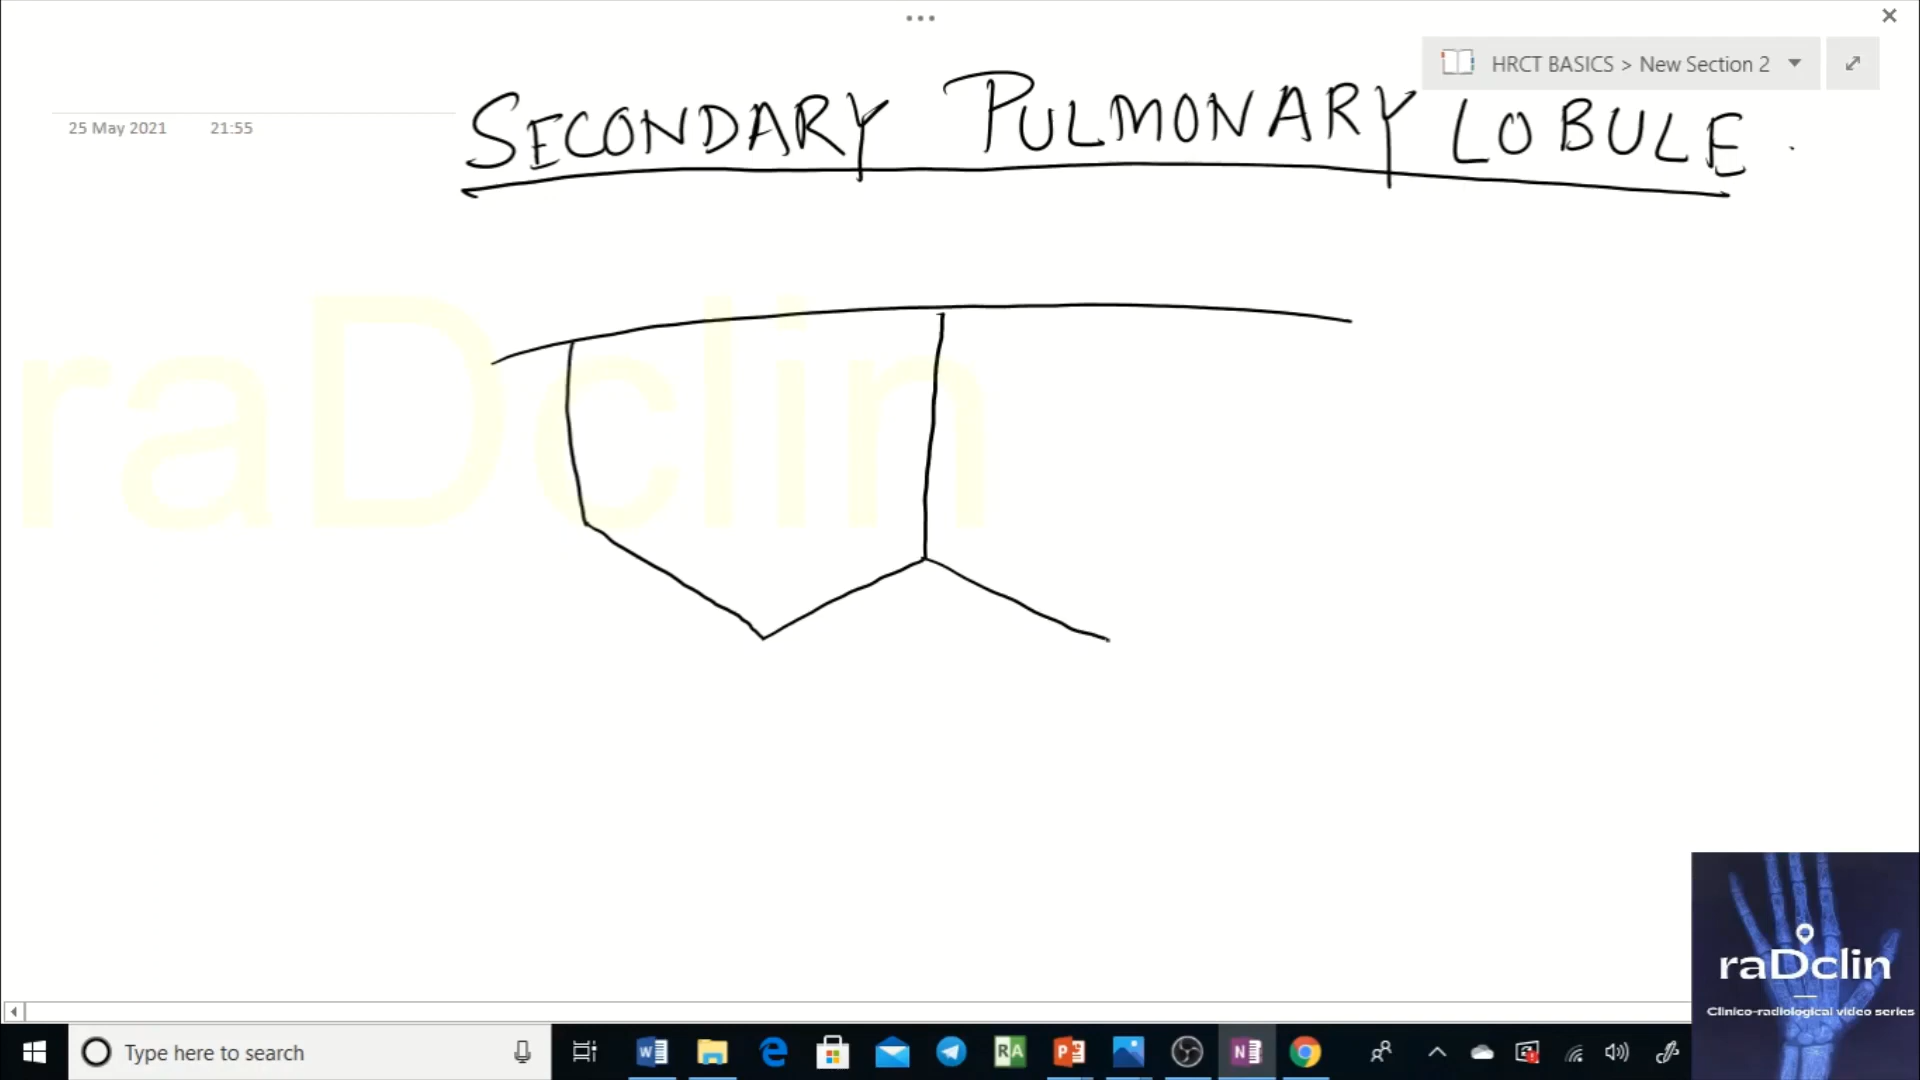 HRCT BASICS > New Section 2
SECONDARY PULMONARY LOBULE.
25 May 2021 21:55
raDclin
raDclin
Clinico-radiological video series
Type here to search